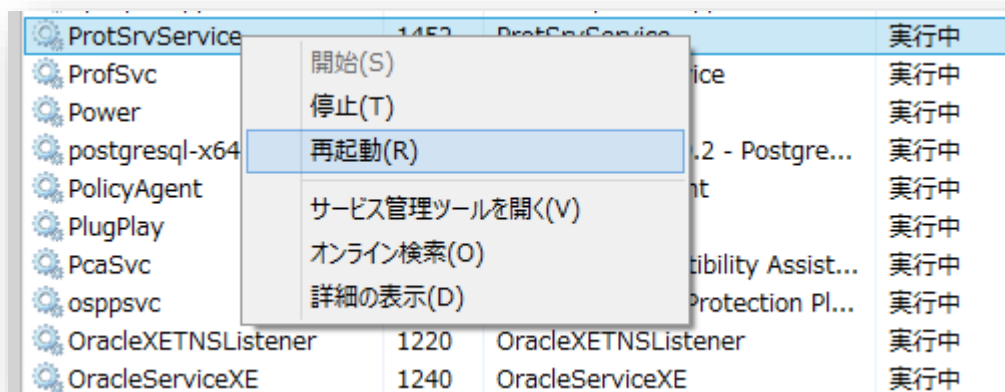 ProtSrvService 1452 ProtSrvService 実行中
開始(S)
ProfSvc ice 実行中
停止(T)
Power 実行中
再起動(R)
postgresql-x64 .2 - Postgre... 実行中
PolicyAgent nt 実行中
サービス管理ツールを開く(V)
PlugPlay 実行中
オンライン検索(O)
PcaSvc tibility Assist... 実行中
詳細の表示(D)
osppsvc Protection Pl... 実行中
OracleXETNSListener 1220 OracleXETNSListener 実行中
OracleServiceXE 1240 OracleServiceXE 実行中